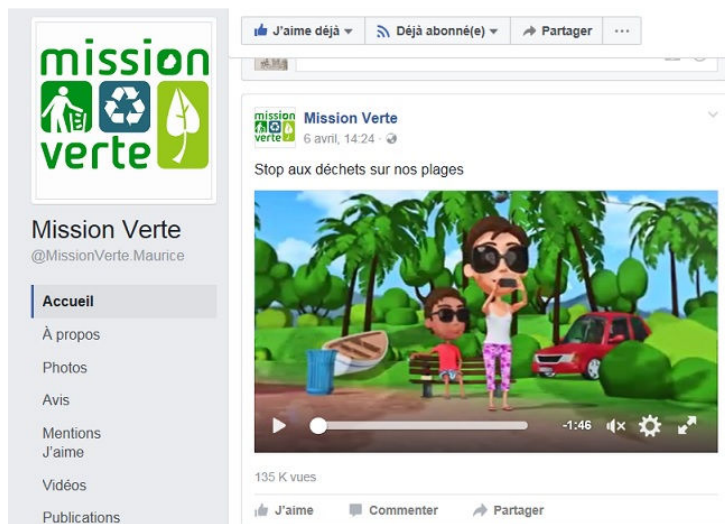 mission
verte
Mission Verte
@MissionVerte.Maurice
Accueil
À propos
Photos
Avis
Mentions
J'aime
Vidéos
Publications
J'aime déjà
Déjà abonné(e)
Partager
...
mission
verte
Mission Verte
6 avril, 14:24 ·
Stop aux déchets sur nos plages
-1:46
135 K vues
J'aime
Commenter
Partager